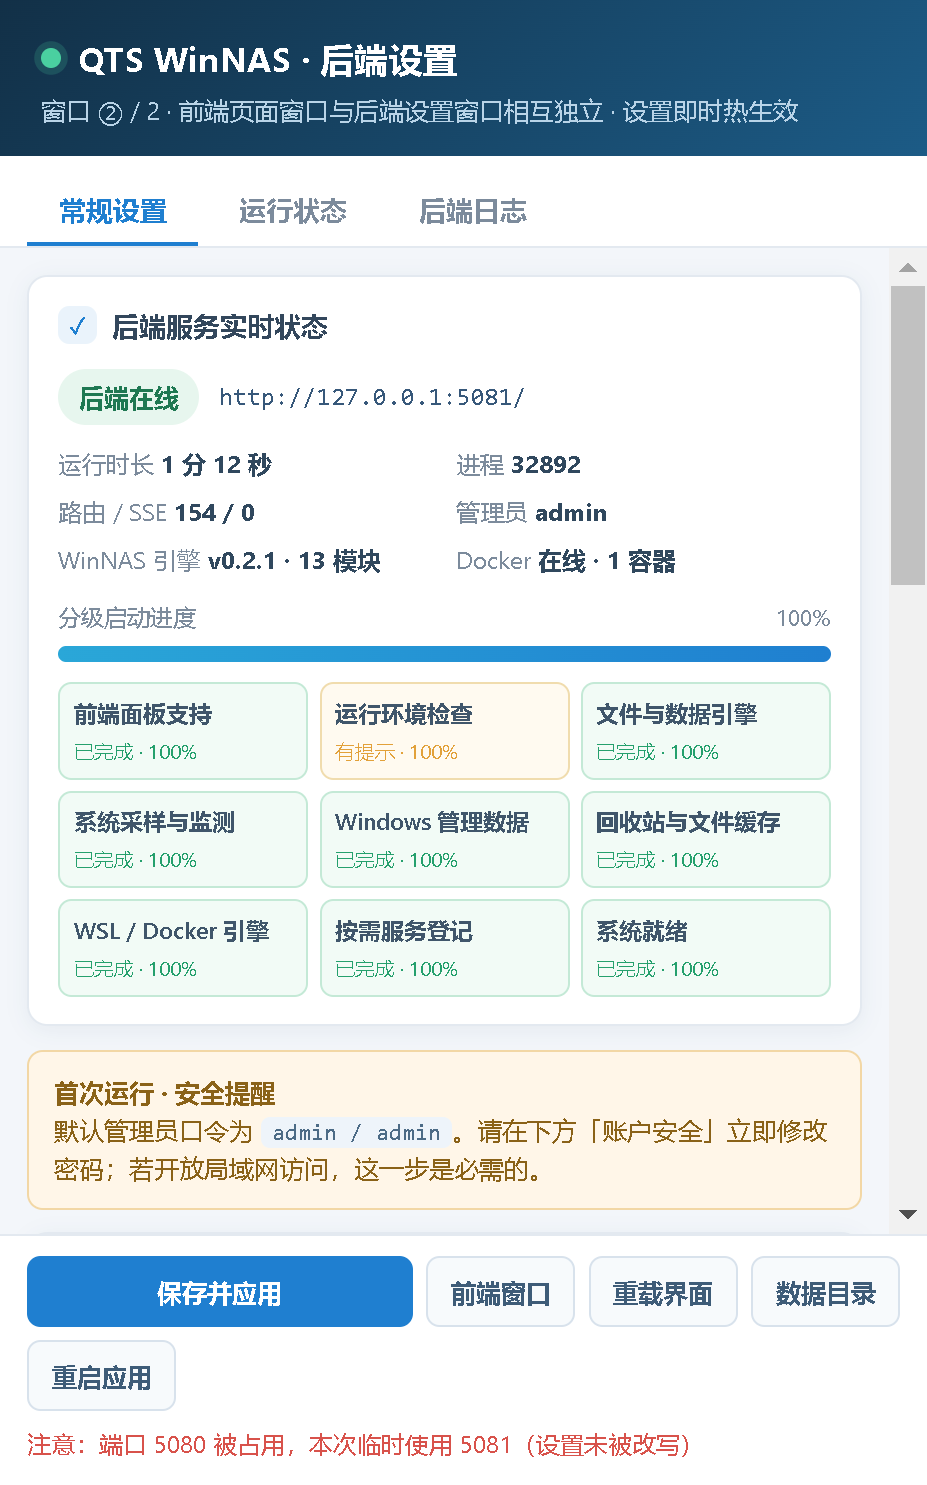 QTS WinNAS · 后端设置
窗口 ② / 2 · 前端页面窗口与后端设置窗口相互独立 · 设置即时热生效
常规设置 运行状态 后端日志
✓ 后端服务实时状态
后端在线 http://127.0.0.1:5081/
运行时长 1 分 12 秒 进程 32892
路由 / SSE 154 / 0 管理员 admin
WinNAS 引擎 v0.2.1 · 13 模块 Docker 在线 · 1 容器
分级启动进度 100%
前端面板支持 运行环境检查 文件与数据引擎
已完成 · 100% 有提示 · 100% 已完成 · 100%
系统采样与监测 Windows 管理数据 回收站与文件缓存
已完成 · 100% 已完成 · 100% 已完成 · 100%
WSL / Docker 引擎 按需服务登记 系统就绪
已完成 · 100% 已完成 · 100% 已完成 · 100%
首次运行 · 安全提醒
默认管理员口令为 admin / admin 。请在下方「账户安全」立即修改
密码；若开放局域网访问，这一步是必需的。
保存并应用 前端窗口 重载界面 数据目录
重启应用
注意：端口 5080 被占用，本次临时使用 5081（设置未被改写）